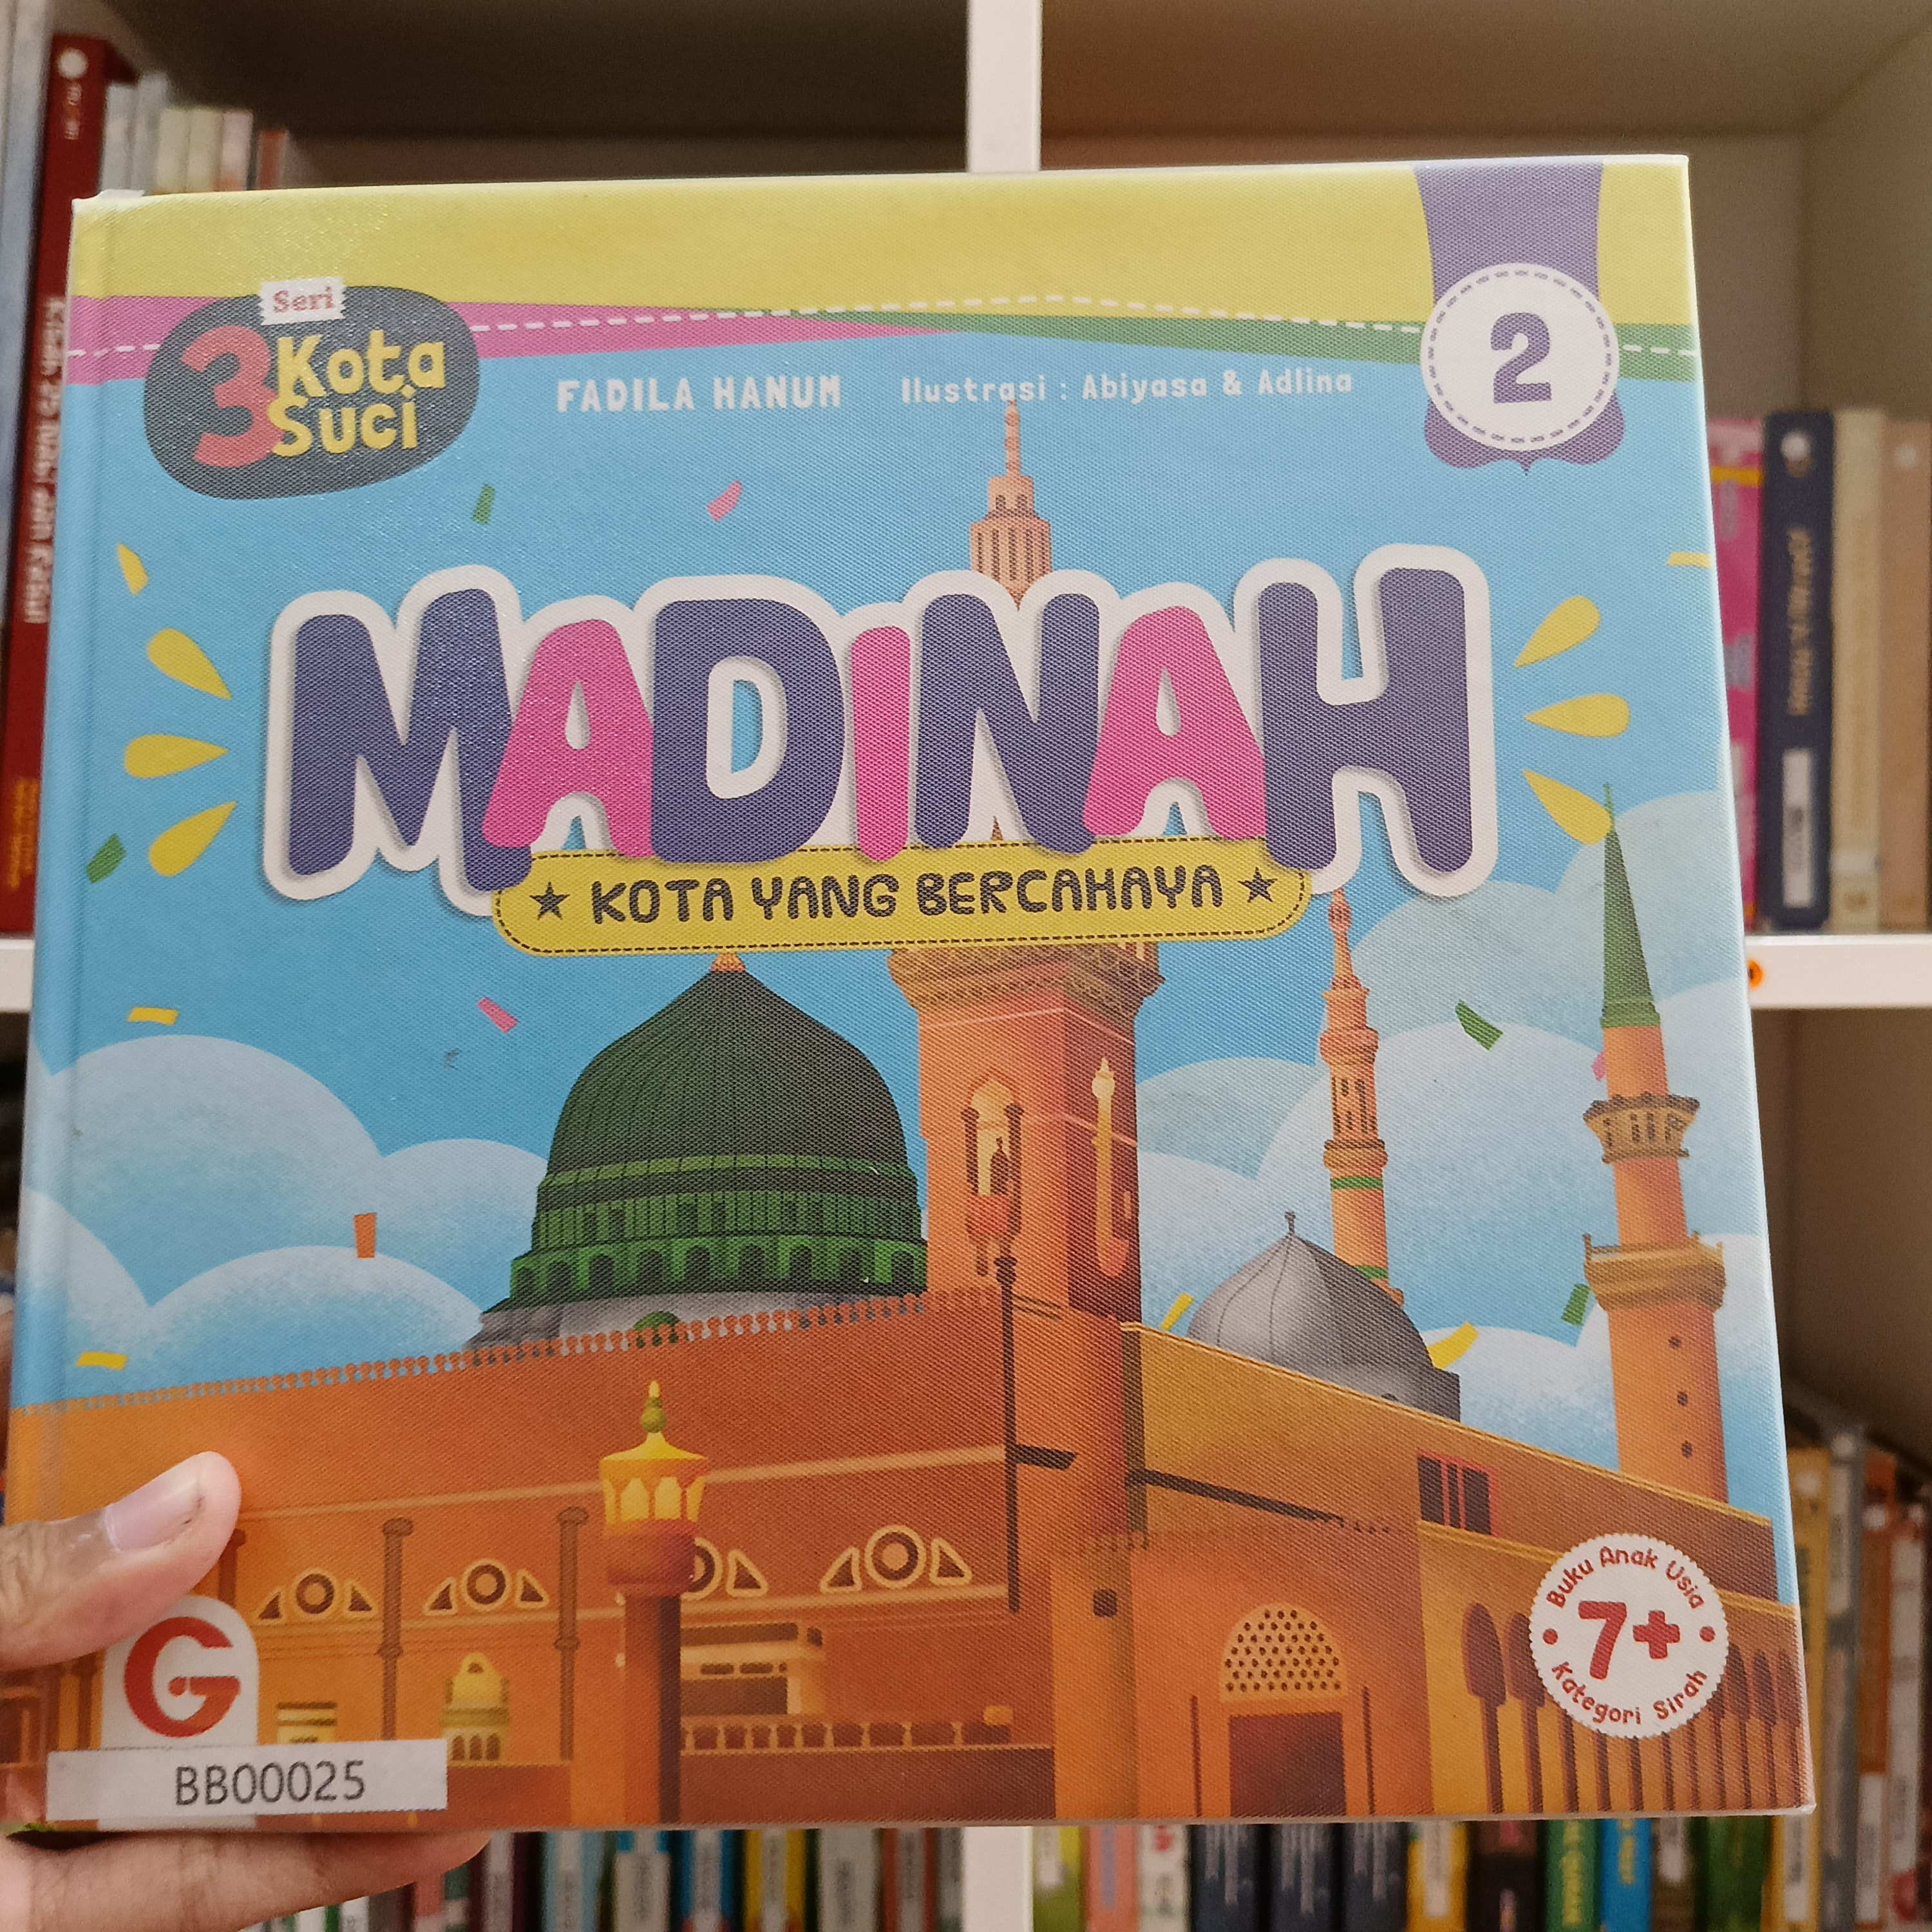 Seri
3 Kota
Suci
FADILA HANUM
Ilustrasi : Abiyasa & Adlina
2
MADINAH
KOTA YANG BERCAHAYA
Buku Anak Usia
7+
Kategori Sirah
G
BB00025